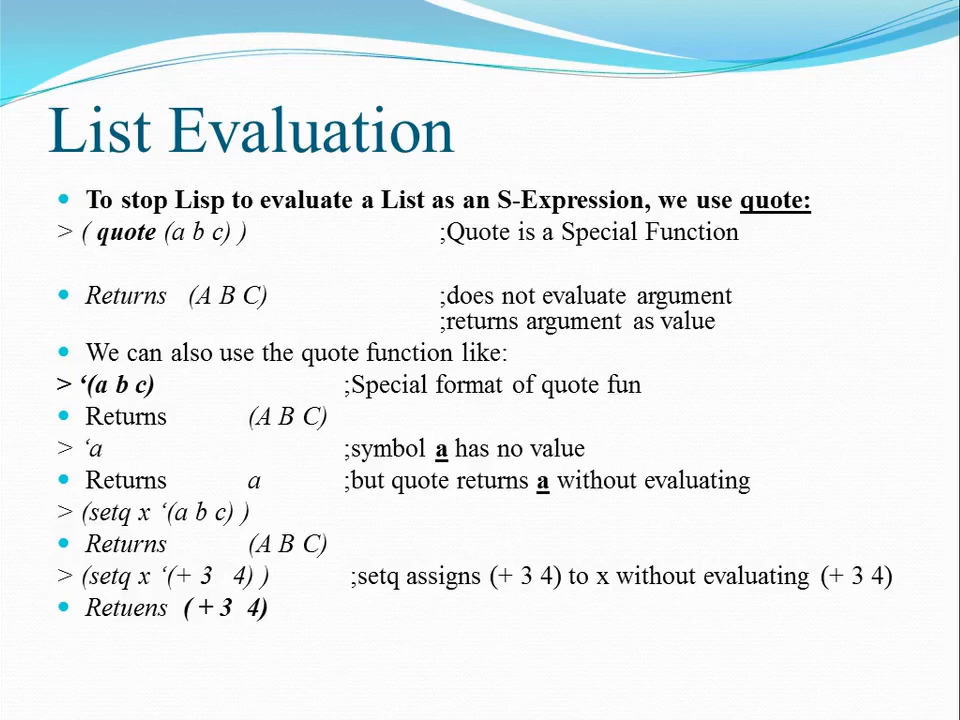 List Evaluation
• To stop Lisp to evaluate a List as an S-Expression, we use quote:
> ( quote (a b c) ) ;Quote is a Special Function
• Returns (A B C) ;does not evaluate argument
;returns argument as value
• We can also use the quote function like:
> ‘(a b c) ;Special format of quote fun
• Returns (A B C)
> ‘a ;symbol a has no value
• Returns a ;but quote returns a without evaluating
> (setq x ‘(a b c) )
• Returns (A B C)
> (setq x ‘(+ 3 4) ) ;setq assigns (+ 3 4) to x without evaluating (+ 3 4)
• Retuens ( + 3 4)